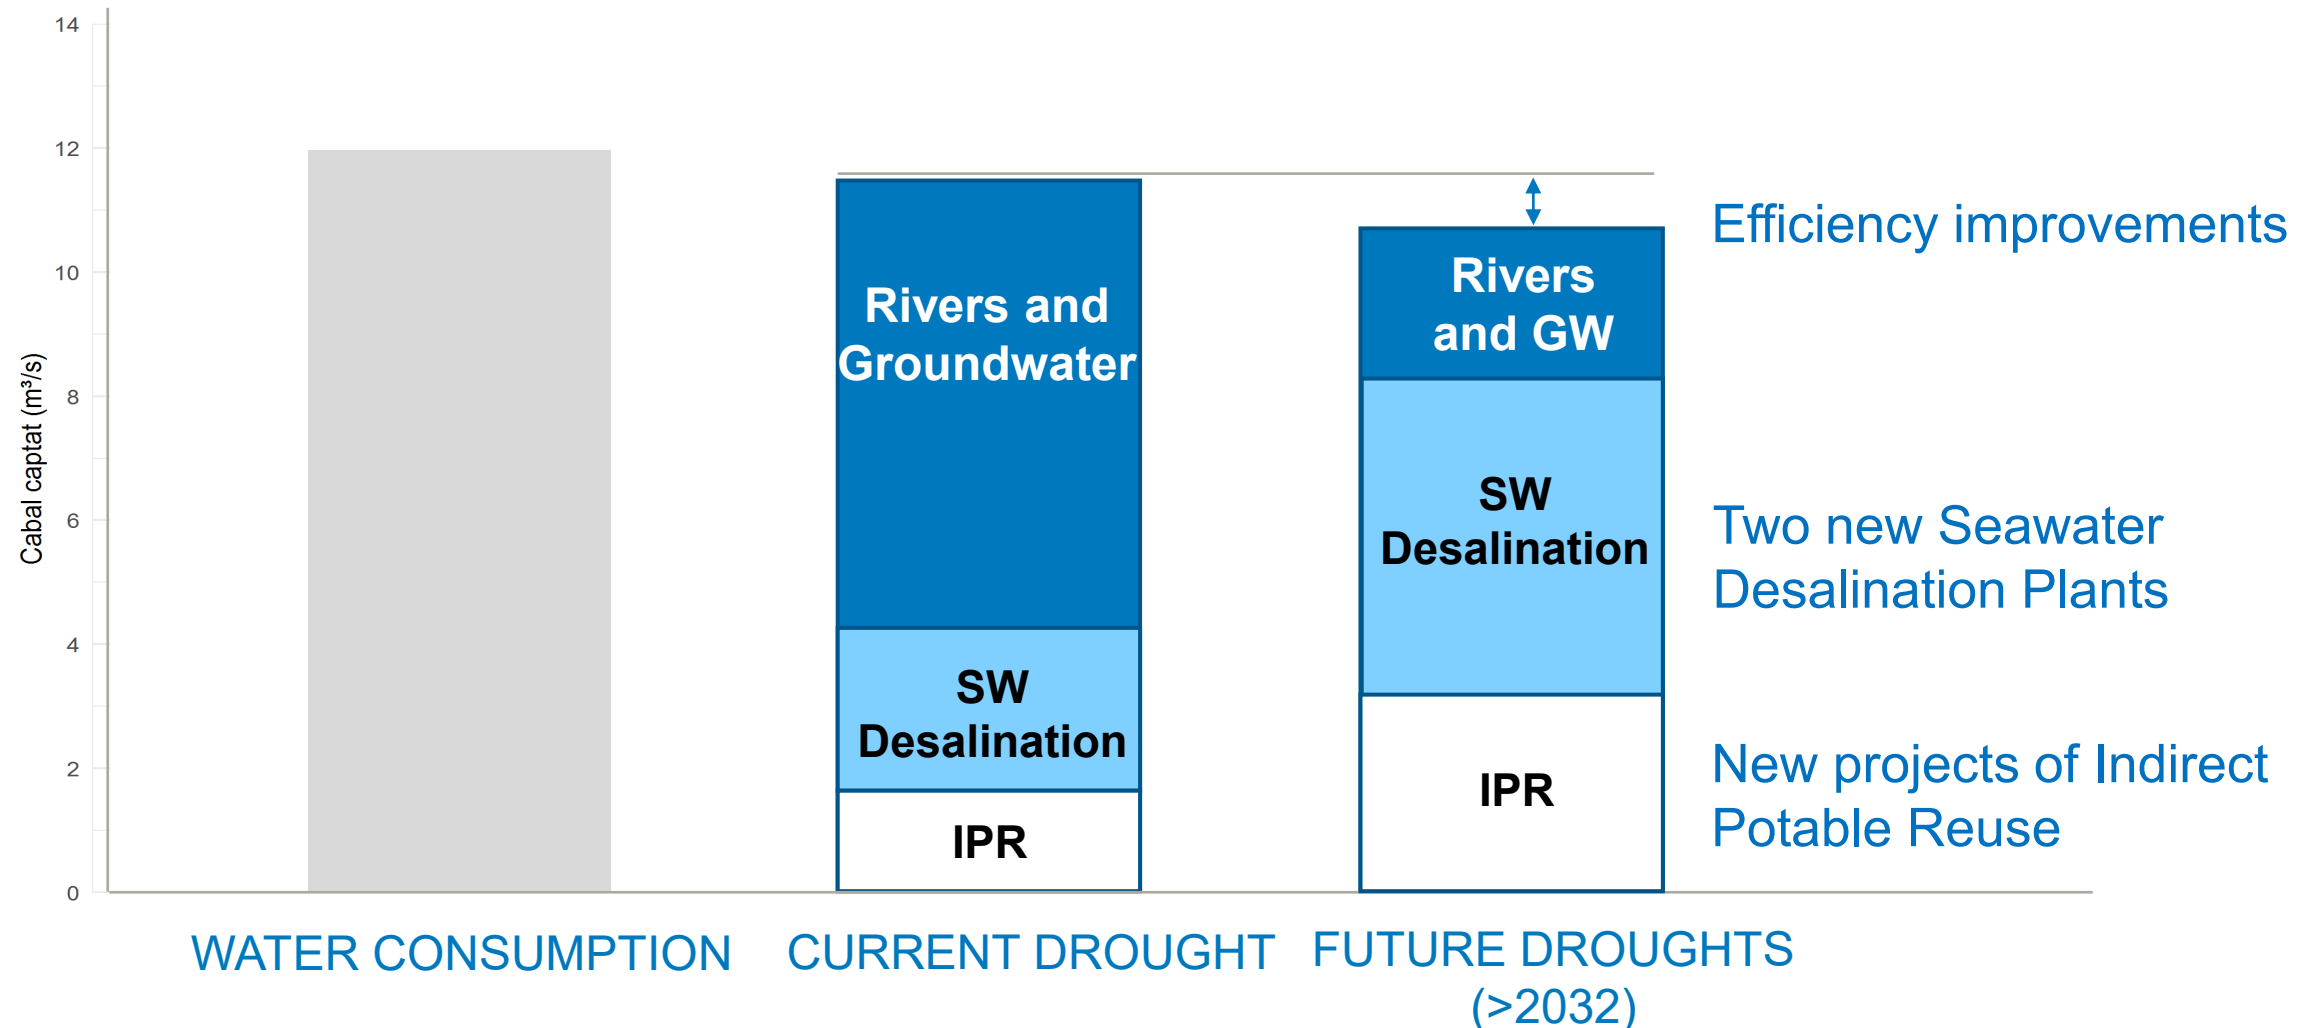 14
12
10
8
6
4
2
0
Cabal captat (m³/s)
Rivers and
Groundwater
SW
Desalination
IPR
Rivers
and GW
SW
Desalination
IPR
Efficiency improvements
Two new Seawater
Desalination Plants
New projects of Indirect
Potable Reuse
WATER CONSUMPTION
CURRENT DROUGHT
FUTURE DROUGHTS
(>2032)